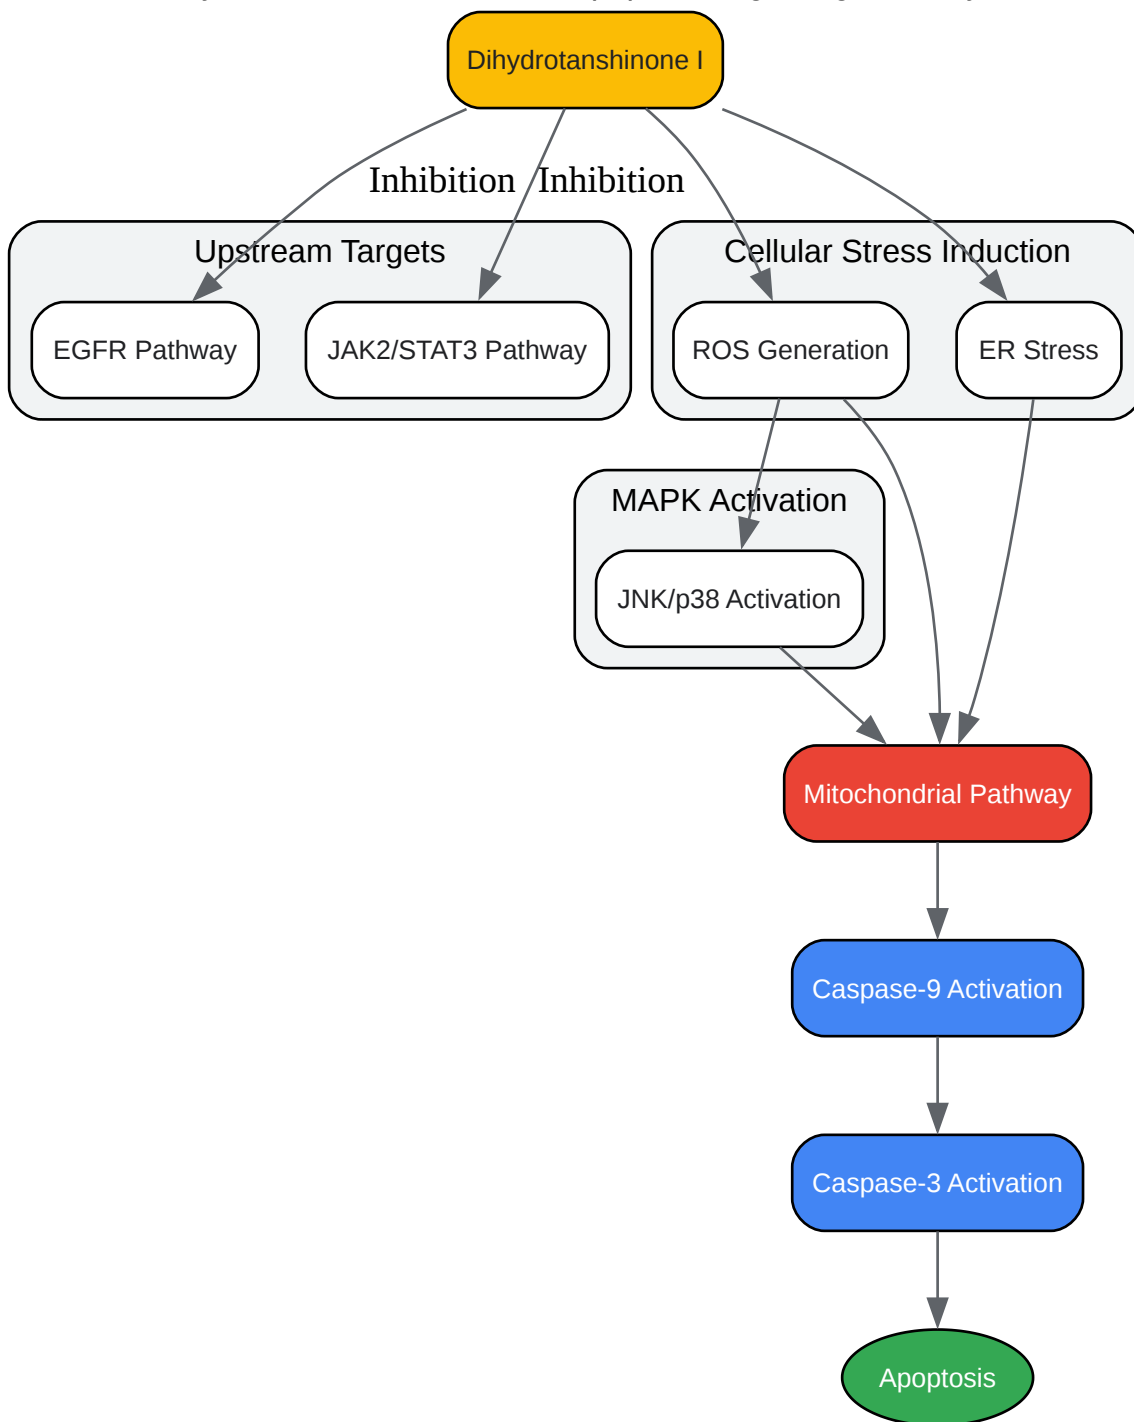 Dihydrotanshinone I
Inhibition Inhibition
Upstream Targets
Cellular Stress Induction
EGFR Pathway
JAK2/STAT3 Pathway
ROS Generation
ER Stress
MAPK Activation
JNK/p38 Activation
Mitochondrial Pathway
Caspase-9 Activation
Caspase-3 Activation
Apoptosis